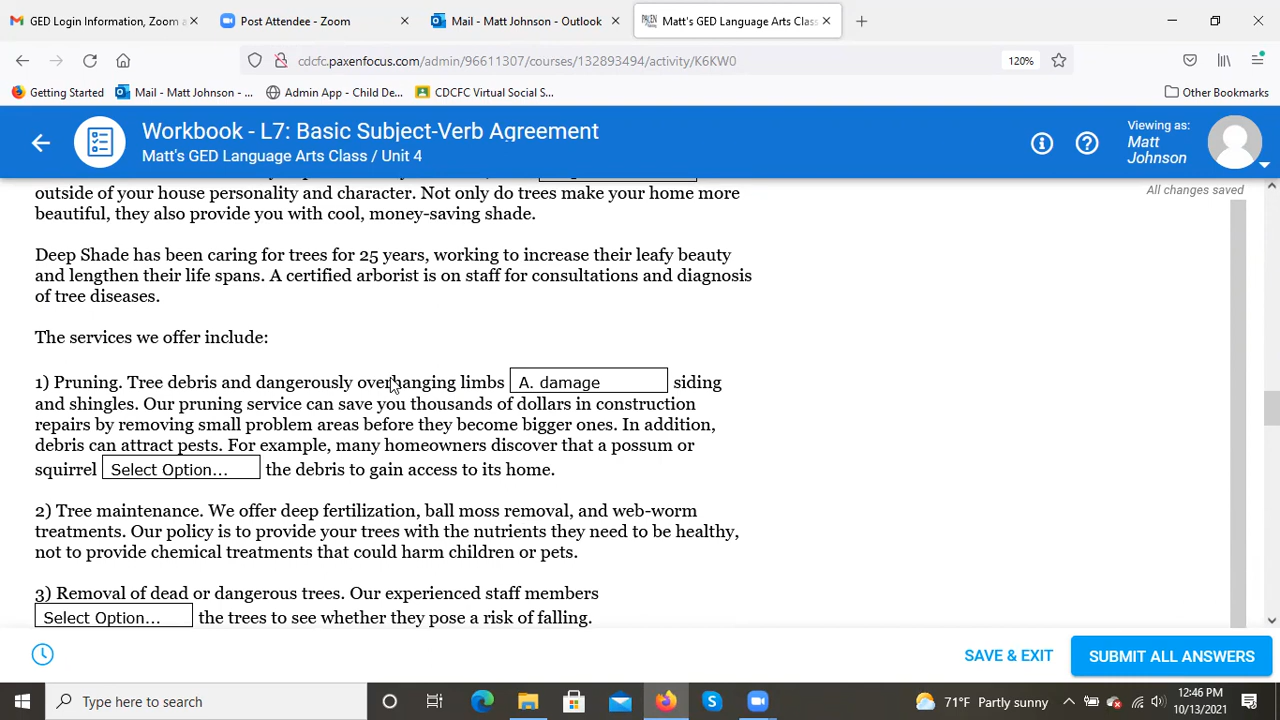 GED Login Information, Zoom a
Post Attendee - Zoom
Mail - Matt Johnson - Outlook
Matt's GED Language Arts Clas
cdcfc.paxenfocus.com/admin/96611307/courses/132893494/activity/K6KW0
120%
Getting Started
Mail - Matt Johnson - ...
Admin App - Child De...
CDCFC Virtual Social S...
Other Bookmarks
Workbook - L7: Basic Subject-Verb Agreement
Matt's GED Language Arts Class / Unit 4
Viewing as:
Matt
Johnson
All changes saved
outside of your house personality and character. Not only do trees make your home more
beautiful, they also provide you with cool, money-saving shade.
Deep Shade has been caring for trees for 25 years, working to increase their leafy beauty
and lengthen their life spans. A certified arborist is on staff for consultations and diagnosis
of tree diseases.
The services we offer include:
1) Pruning. Tree debris and dangerously overhanging limbs A. damage siding
and shingles. Our pruning service can save you thousands of dollars in construction
repairs by removing small problem areas before they become bigger ones. In addition,
debris can attract pests. For example, many homeowners discover that a possum or
squirrel Select Option... the debris to gain access to its home.
2) Tree maintenance. We offer deep fertilization, ball moss removal, and web-worm
treatments. Our policy is to provide your trees with the nutrients they need to be healthy,
not to provide chemical treatments that could harm children or pets.
3) Removal of dead or dangerous trees. Our experienced staff members
Select Option... the trees to see whether they pose a risk of falling.
SAVE & EXIT
SUBMIT ALL ANSWERS
Type here to search
71°F Partly sunny
12:46 PM
10/13/2021